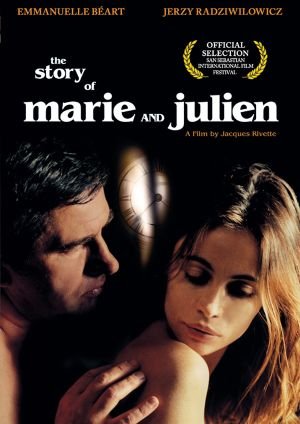 EMMANUELLE BÉART JERZY RADZIWILOWICZ
OFFICIAL
SELECTION
SAN SEBASTIAN
INTERNATIONAL FILM
FESTIVAL
the
story
of
marie AND julien
A Film by Jacques Rivette